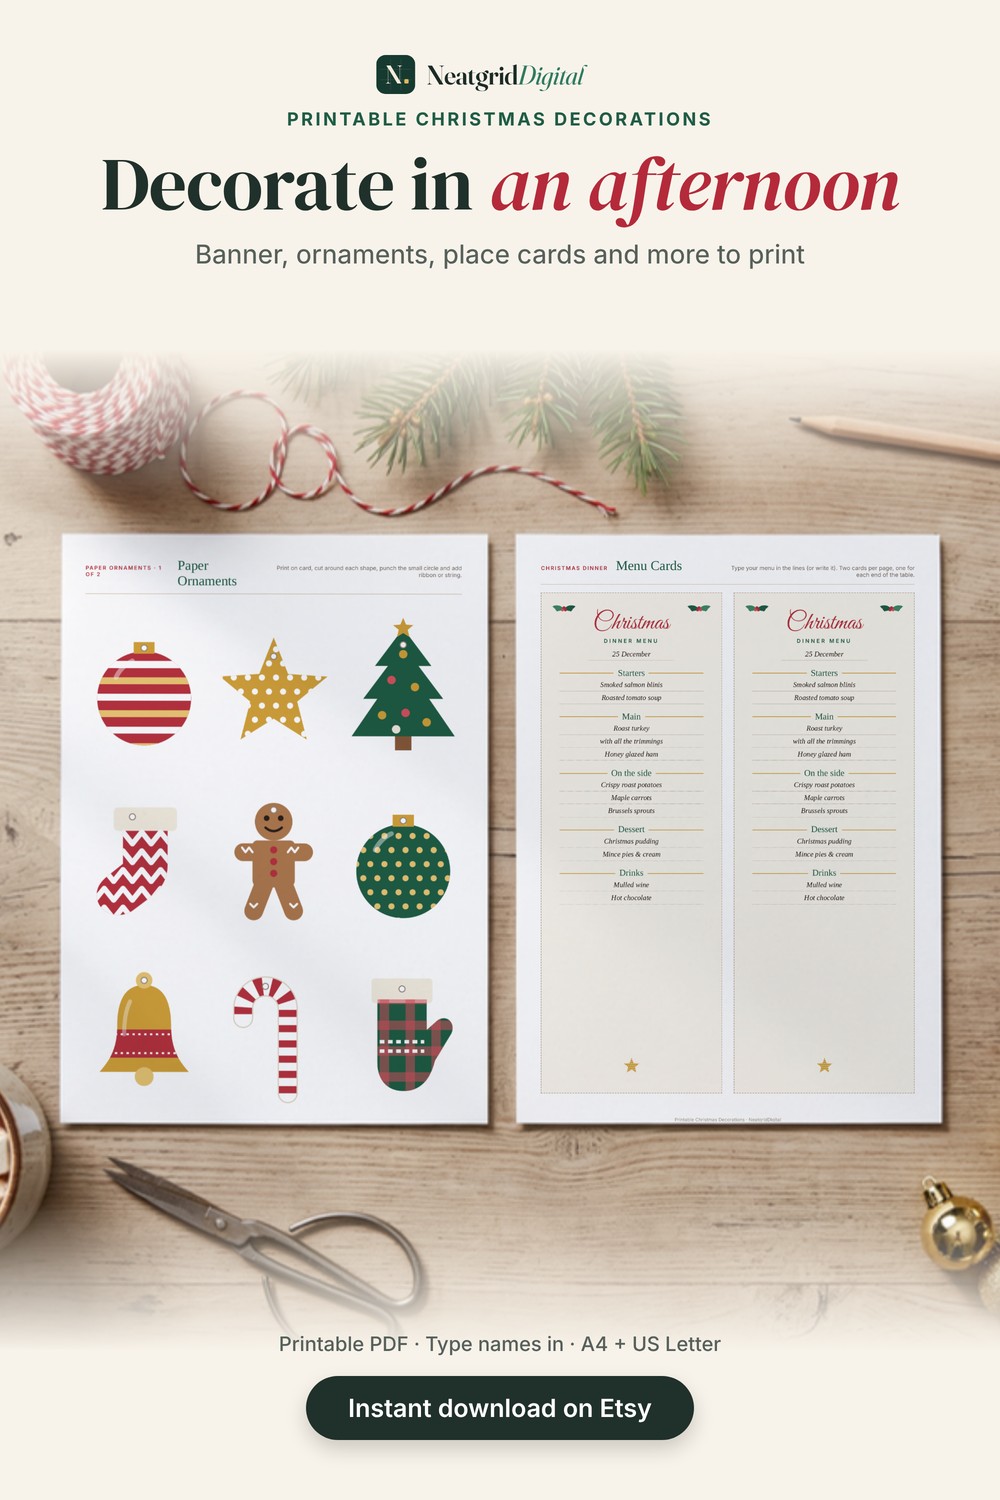 N.
NeatgridDigital
PRINTABLE CHRISTMAS DECORATIONS
Decorate in an afternoon
Banner, ornaments, place cards and more to print
PAPER ORNAMENTS · 1
OF 2
Paper
Ornaments
Print on card, cut around each shape, punch the small circle and add
ribbon or string.
CHRISTMAS DINNER
Menu Cards
Type your menu in the lines (or write it). Two cards per page, one for
each end of the table.
Christmas
DINNER MENU
25 December
Starters
Smoked salmon blinis
Roasted tomato soup
Main
Roast turkey
with all the trimmings
Honey glazed ham
On the side
Crispy roast potatoes
Maple carrots
Brussels sprouts
Dessert
Christmas pudding
Mince pies & cream
Drinks
Mulled wine
Hot chocolate
Christmas
DINNER MENU
25 December
Starters
Smoked salmon blinis
Roasted tomato soup
Main
Roast turkey
with all the trimmings
Honey glazed ham
On the side
Crispy roast potatoes
Maple carrots
Brussels sprouts
Dessert
Christmas pudding
Mince pies & cream
Drinks
Mulled wine
Hot chocolate
Printable Christmas Decorations · NeatgridDigital
Printable PDF · Type names in · A4 + US Letter
Instant download on Etsy